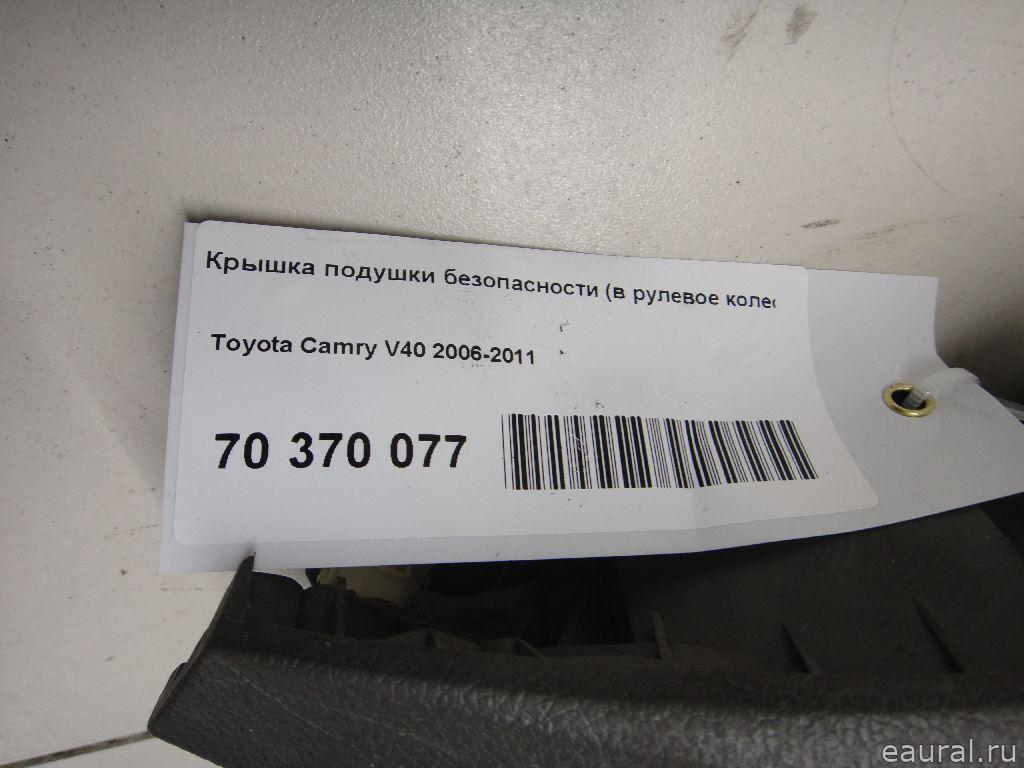 Крышка подушки безопасности (в рулевое колес
Toyota Camry V40 2006-2011
70 370 077
eaural.ru